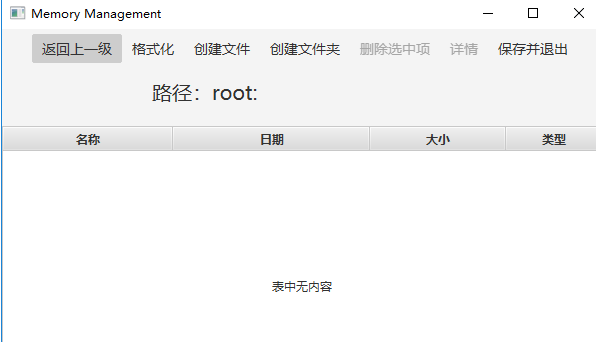 Memory Management
返回上一级 格式化 创建文件 创建文件夹 删除选中项 详情 保存并退出
路径：root:
名称 日期 大小 类型
表中无内容